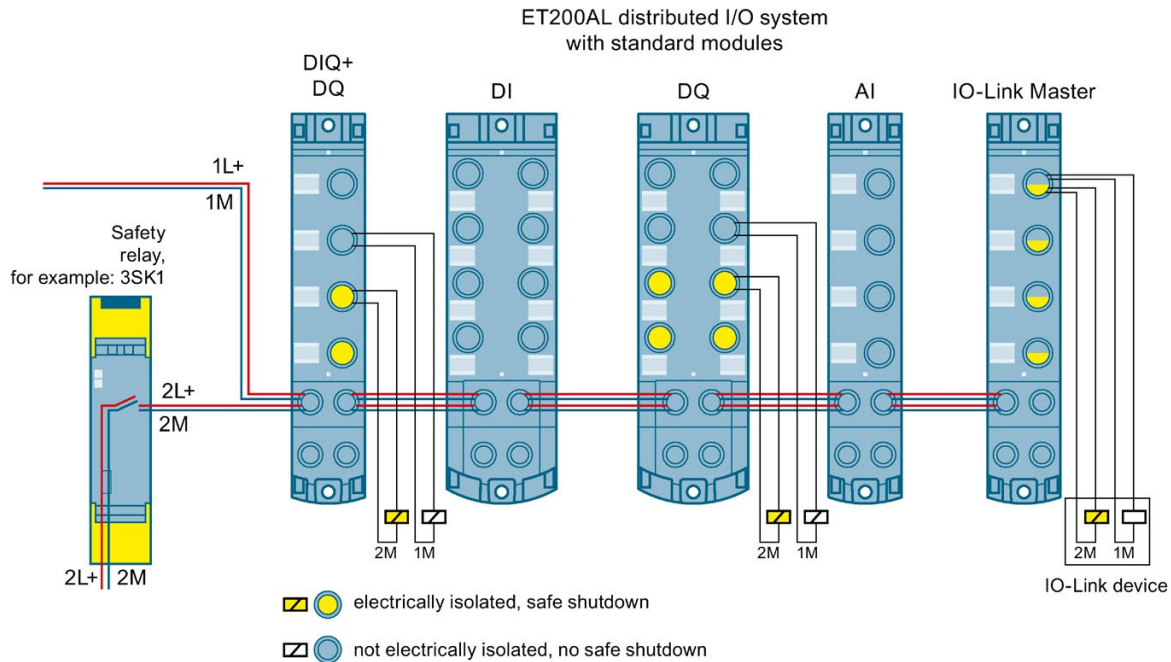 ET200AL distributed I/O system
with standard modules
DIQ+
DQ
DI
DQ
AI
IO-Link Master
1L+
1M
Safety
relay,
for example: 3SK1
2L+
2M
2L+
2M
2M
1M
2M
1M
2M
1M
IO-Link device
electrically isolated, safe shutdown
not electrically isolated, no safe shutdown